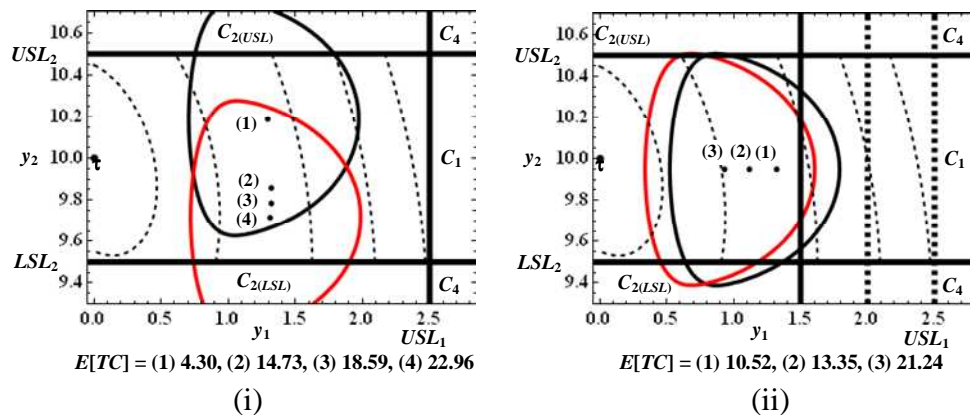 10.6
C2(USL)
C4
USL2
10.4
10.2
(1)
y2
10.0
t
C1
9.8
(2)
(3)
(4)
9.6
LSL2
9.4
C2(LSL)
C4
0.0 0.5 1.0 1.5 2.0 2.5
y1
USL1
E[TC] = (1) 4.30, (2) 14.73, (3) 18.59, (4) 22.96
(i)
10.6
C2(USL)
C4
USL2
10.4
10.2
y2
10.0
t
(3) (2) (1)
C1
9.8
9.6
LSL2
9.4
C2(LSL)
C4
0.0 0.5 1.0 1.5 2.0 2.5
y1
USL1
E[TC] = (1) 10.52, (2) 13.35, (3) 21.24
(ii)